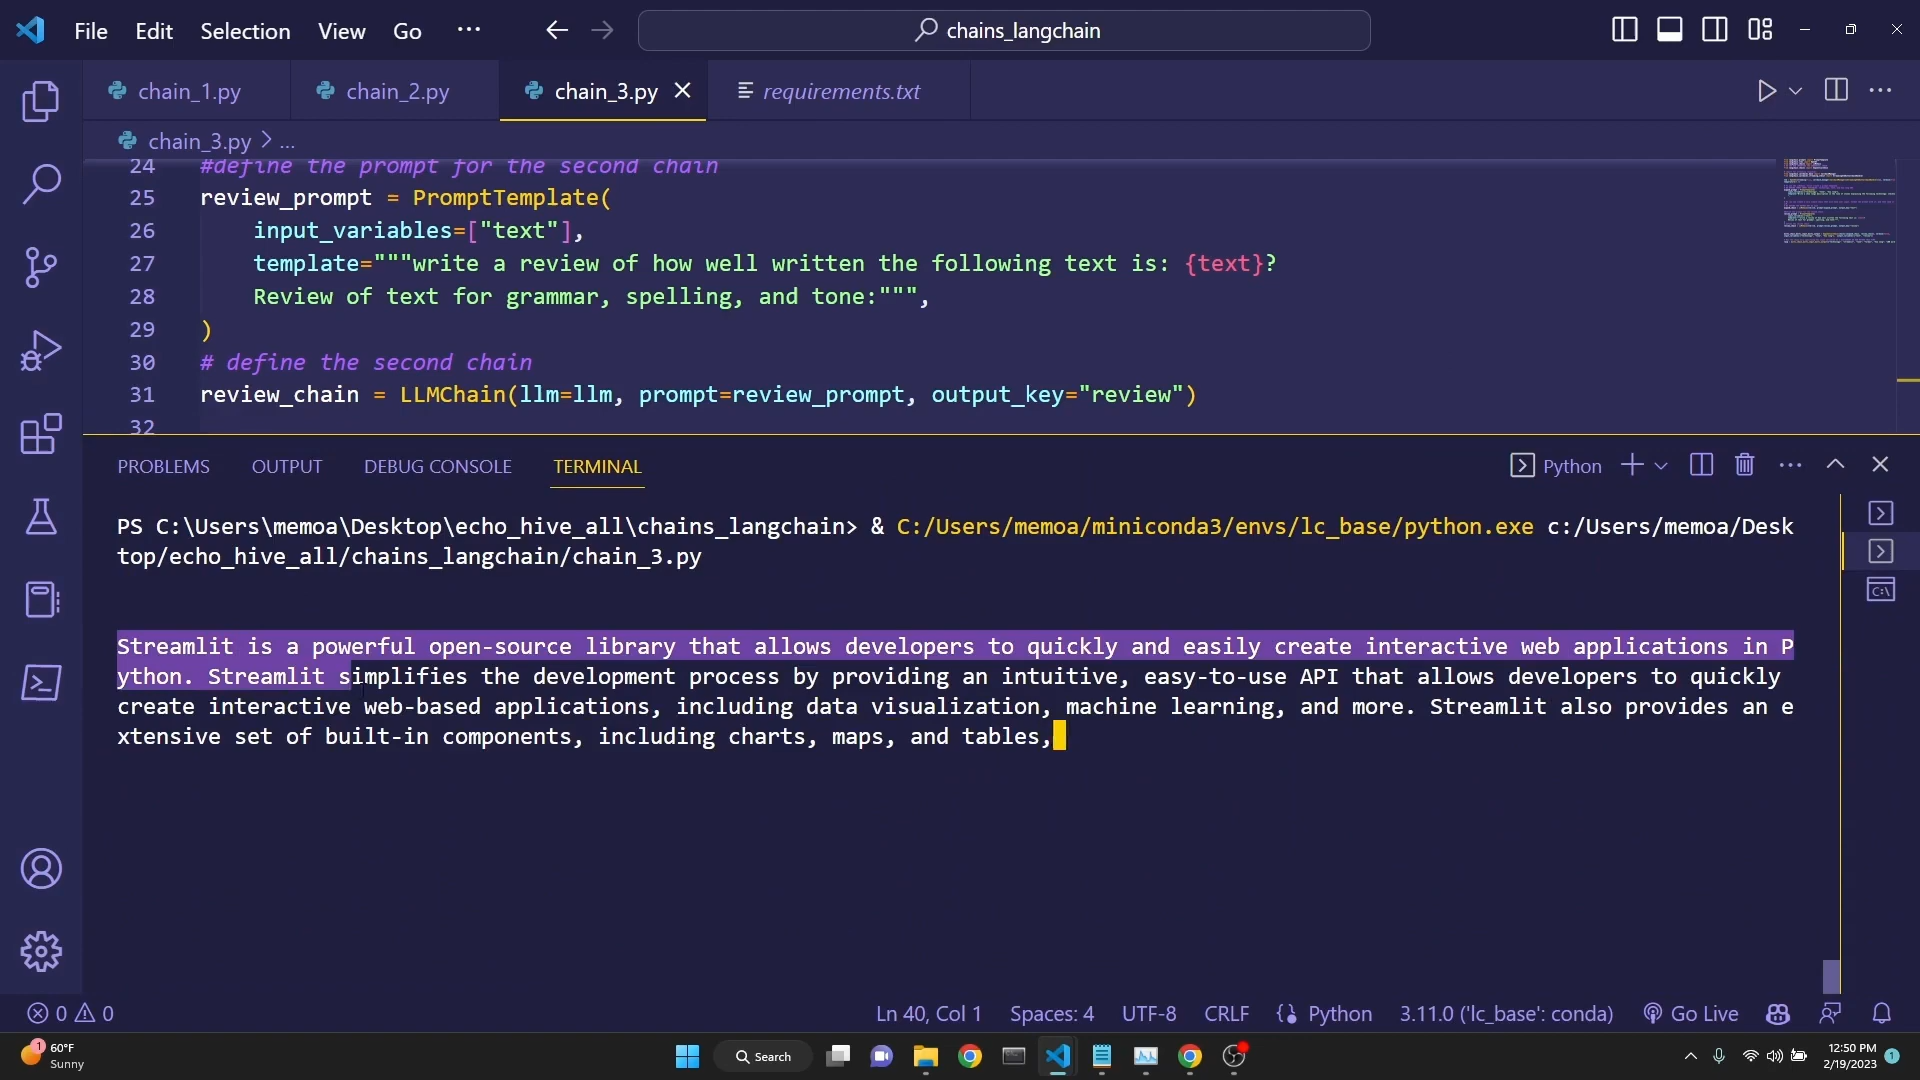 File Edit Selection View Go ··· chains_langchain
chain_1.py chain_2.py chain_3.py requirements.txt
chain_3.py > ...
24 #define the prompt for the second chain
25 review_prompt = PromptTemplate(
26 input_variables=["text"],
27 template="""write a review of how well written the following text is: {text}?
28 Review of text for grammar, spelling, and tone:""",
29 )
30 # define the second chain
31 review_chain = LLMChain(llm=llm, prompt=review_prompt, output_key="review")
32
PROBLEMS OUTPUT DEBUG CONSOLE TERMINAL Python
PS C:\Users\memoa\Desktop\echo_hive_all\chains_langchain> & C:/Users/memoa/miniconda3/envs/lc_base/python.exe c:/Users/memoa/Desk
top/echo_hive_all/chains_langchain/chain_3.py
Streamlit is a powerful open-source library that allows developers to quickly and easily create interactive web applications in P
ython. Streamlit simplifies the development process by providing an intuitive, easy-to-use API that allows developers to quickly
create interactive web-based applications, including data visualization, machine learning, and more. Streamlit also provides an e
xtensive set of built-in components, including charts, maps, and tables,
0 0 Ln 40, Col 1 Spaces: 4 UTF-8 CRLF Python 3.11.0 ('lc_base': conda) Go Live
1 60°F
Sunny
Search
12:50 PM
2/19/2023
1